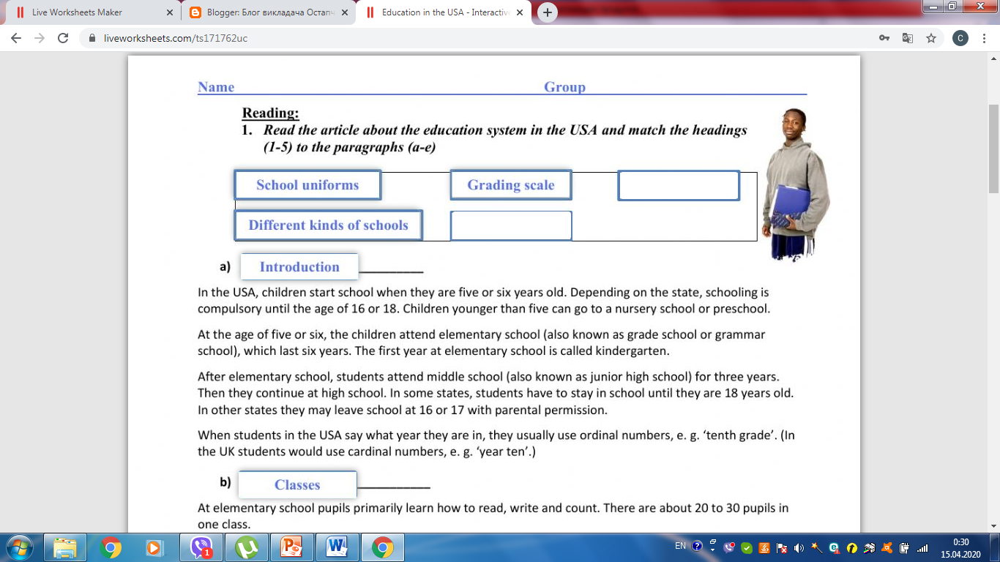 Live Worksheets Maker
Blogger: Блог викладача Остапч
Education in the USA - Interactive
liveworksheets.com/ts171762uc
C
Name Group
Reading:
1. Read the article about the education system in the USA and match the headings
(1-5) to the paragraphs (a-e)
School uniforms Grading scale
Different kinds of schools
a) Introduction
In the USA, children start school when they are five or six years old. Depending on the state, schooling is
compulsory until the age of 16 or 18. Children younger than five can go to a nursery school or preschool.
At the age of five or six, the children attend elementary school (also known as grade school or grammar
school), which last six years. The first year at elementary school is called kindergarten.
After elementary school, students attend middle school (also known as junior high school) for three years.
Then they continue at high school. In some states, students have to stay in school until they are 18 years old.
In other states they may leave school at 16 or 17 with parental permission.
When students in the USA say what year they are in, they usually use ordinal numbers, e. g. ‘tenth grade’. (In
the UK students would use cardinal numbers, e. g. ‘year ten’.)
b) Classes
At elementary school pupils primarily learn how to read, write and count. There are about 20 to 30 pupils in
one class.
1
EN
0:30
15.04.2020